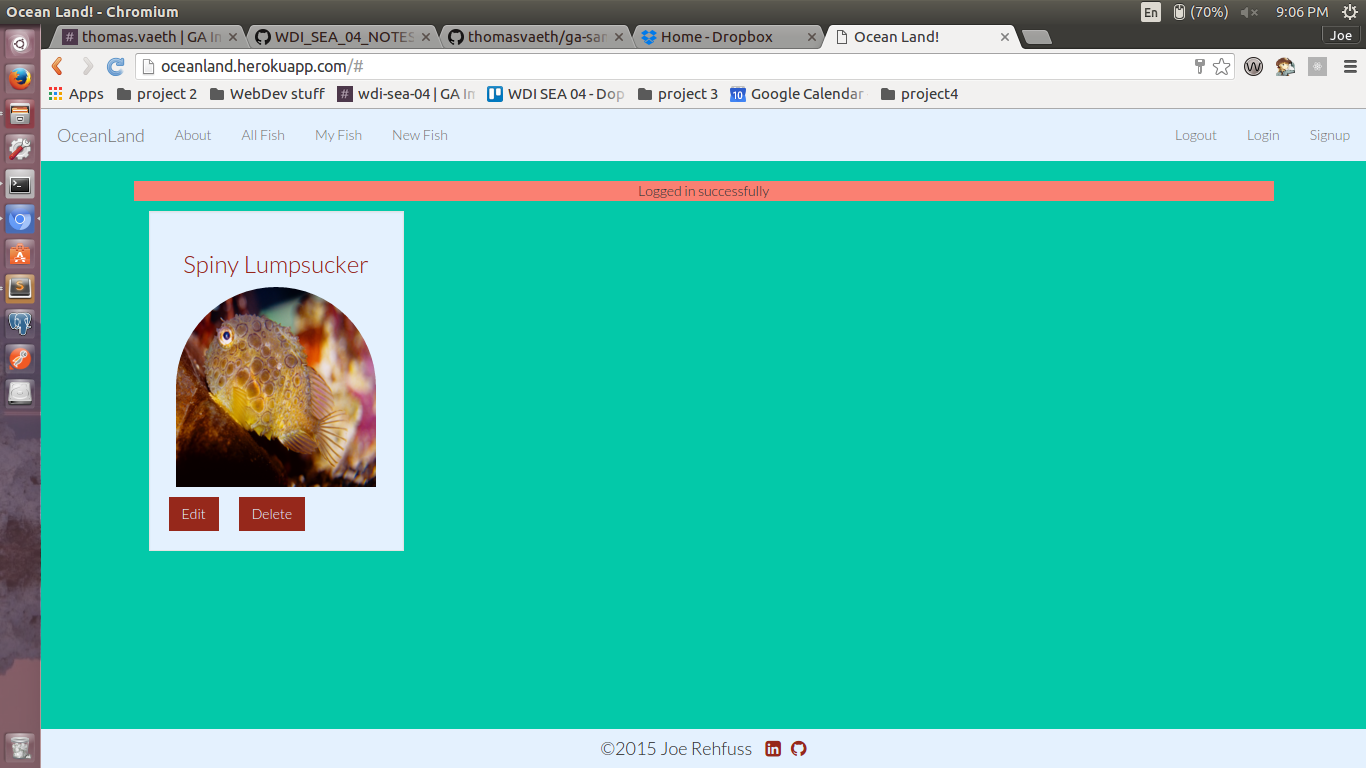 Ocean Land! - Chromium
En (70%) 9:06 PM
# thomas.vaeth | GA In
WDI_SEA_04_NOTES
thomasvaeth/ga-san
Home - Dropbox
Ocean Land!
Joe
oceanland.herokuapp.com/#
W
Apps
project 2
WebDev stuff
# wdi-sea-04 | GA In
WDI SEA 04 - Dop
project 3
10 Google Calendar
project4
OceanLand About All Fish My Fish New Fish Logout Login Signup
Logged in successfully
Spiny Lumpsucker
Edit Delete
©2015 Joe Rehfuss in